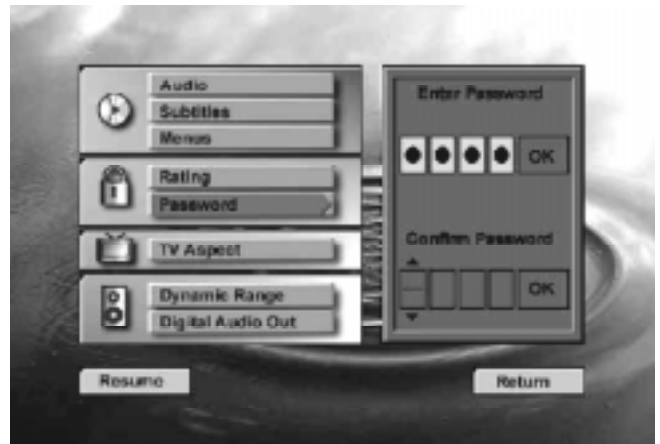 Audio
Subtitles
Menus
Rating
Password
TV Aspect
Dynamic Range
Digital Audio Out
Enter Password
OK
Confirm Password
OK
Resume
Return